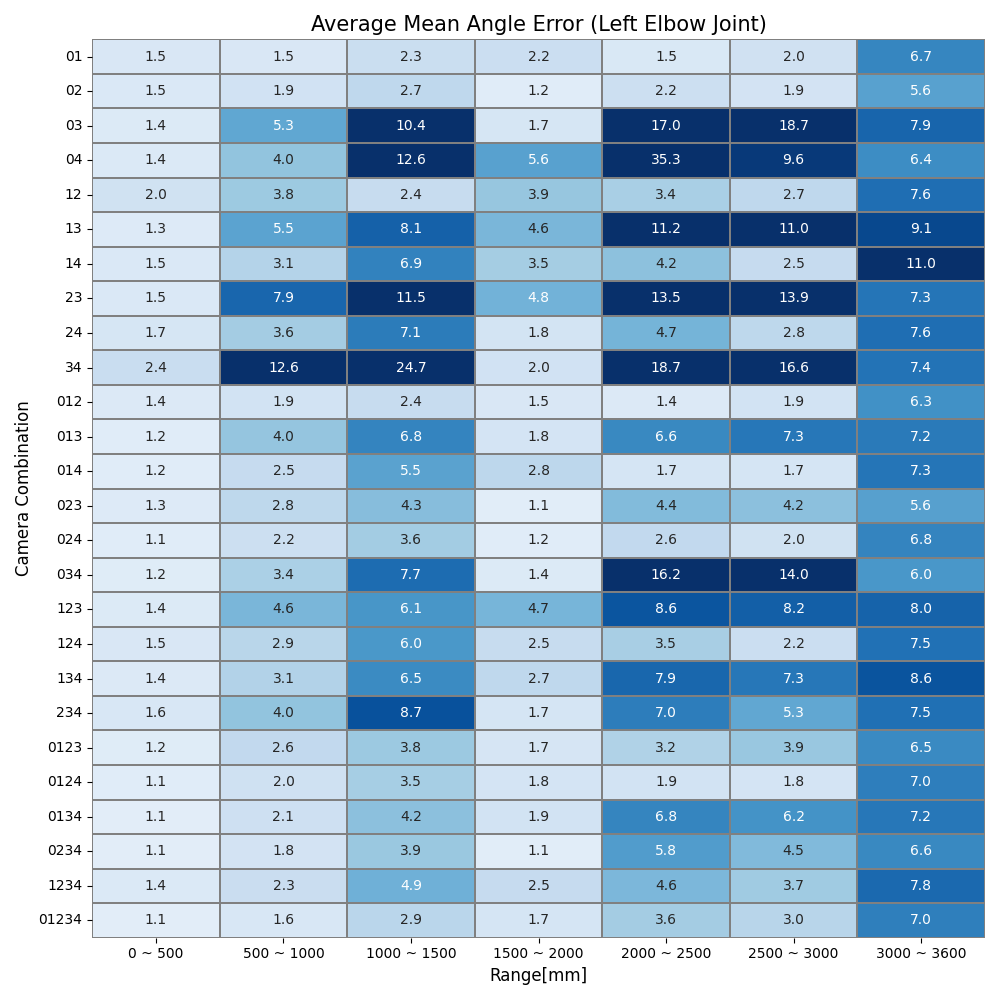 Average Mean Angle Error (Left Elbow Joint)
01 1.5 1.5 2.3 2.2 1.5 2.0 6.7
02 1.5 1.9 2.7 1.2 2.2 1.9 5.6
03 1.4 5.3 10.4 1.7 17.0 18.7 7.9
04 1.4 4.0 12.6 5.6 35.3 9.6 6.4
12 2.0 3.8 2.4 3.9 3.4 2.7 7.6
13 1.3 5.5 8.1 4.6 11.2 11.0 9.1
14 1.5 3.1 6.9 3.5 4.2 2.5 11.0
23 1.5 7.9 11.5 4.8 13.5 13.9 7.3
24 1.7 3.6 7.1 1.8 4.7 2.8 7.6
34 2.4 12.6 24.7 2.0 18.7 16.6 7.4
012 1.4 1.9 2.4 1.5 1.4 1.9 6.3
013 1.2 4.0 6.8 1.8 6.6 7.3 7.2
014 1.2 2.5 5.5 2.8 1.7 1.7 7.3
023 1.3 2.8 4.3 1.1 4.4 4.2 5.6
024 1.1 2.2 3.6 1.2 2.6 2.0 6.8
034 1.2 3.4 7.7 1.4 16.2 14.0 6.0
123 1.4 4.6 6.1 4.7 8.6 8.2 8.0
124 1.5 2.9 6.0 2.5 3.5 2.2 7.5
134 1.4 3.1 6.5 2.7 7.9 7.3 8.6
234 1.6 4.0 8.7 1.7 7.0 5.3 7.5
0123 1.2 2.6 3.8 1.7 3.2 3.9 6.5
0124 1.1 2.0 3.5 1.8 1.9 1.8 7.0
0134 1.1 2.1 4.2 1.9 6.8 6.2 7.2
0234 1.1 1.8 3.9 1.1 5.8 4.5 6.6
1234 1.4 2.3 4.9 2.5 4.6 3.7 7.8
01234 1.1 1.6 2.9 1.7 3.6 3.0 7.0
0 ~ 500 500 ~ 1000 1000 ~ 1500 1500 ~ 2000 2000 ~ 2500 2500 ~ 3000 3000 ~ 3600
Range[mm]
Camera Combination